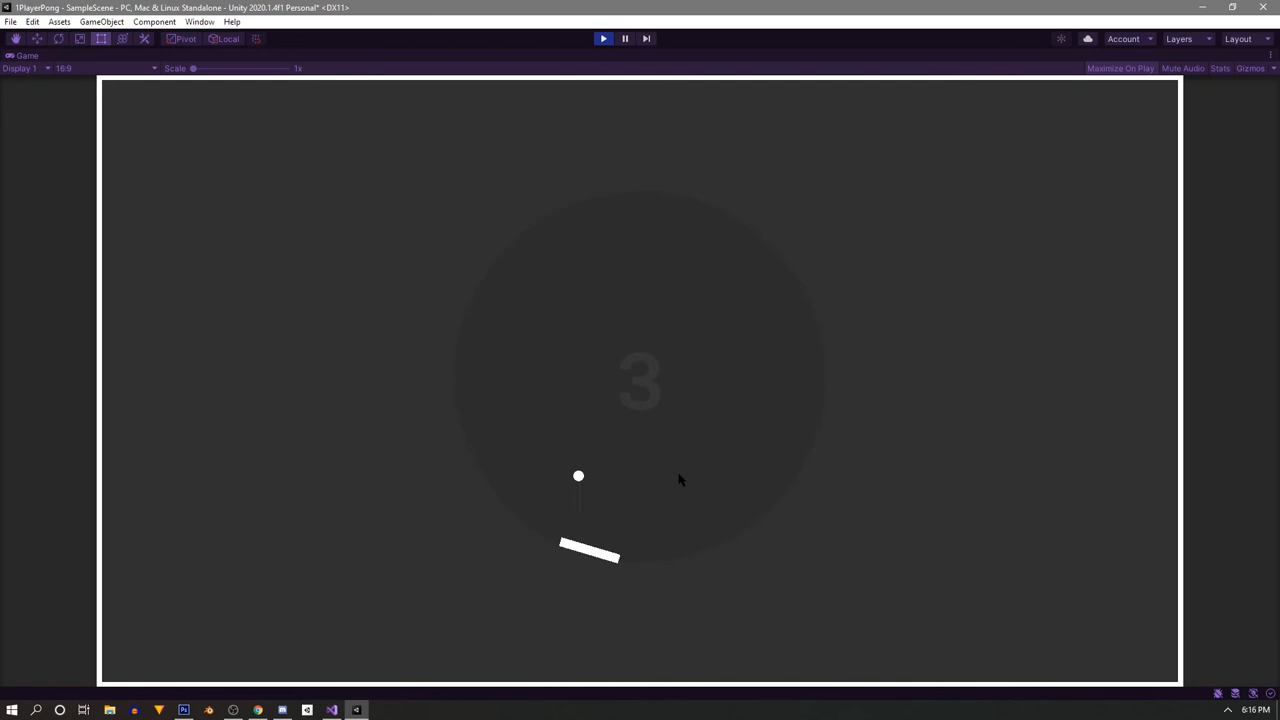 1PlayerPong - SampleScene - PC, Mac & Linux Standalone - Unity 2020.1.4f1 Personal* <DX11>
File Edit Assets GameObject Component Window Help
Pivot Local Account Layers Layout
Game
Display 1 16:9 Scale 1x Maximize On Play Mute Audio Stats Gizmos
3
6:16 PM